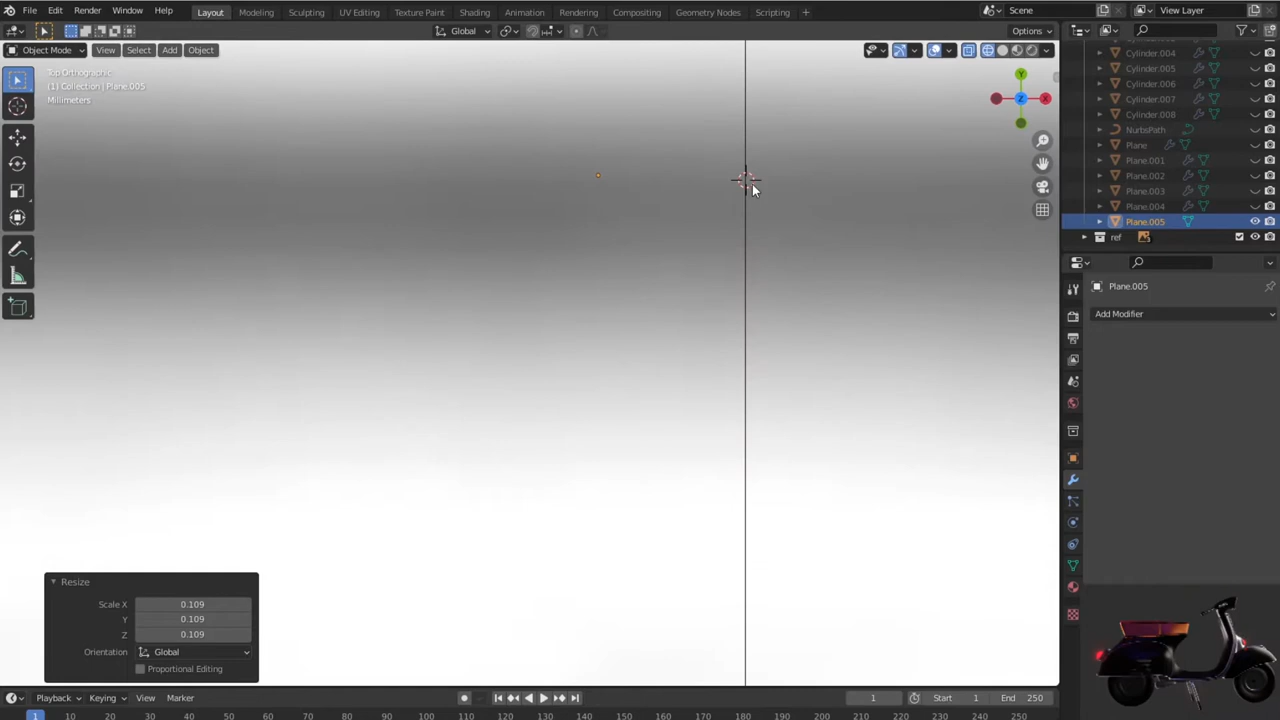 File Edit Render Window Help Layout Modeling Sculpting UV Editing Texture Paint Shading Animation Rendering Compositing Geometry Nodes Scripting + Scene View Layer
Global Options
Object Mode View Select Add Object
Top Orthographic
(1) Collection | Plane.005
Millimeters
Y
Z
X
Cylinder.004
Cylinder.005
Cylinder.006
Cylinder.007
Cylinder.008
NurbsPath
Plane
Plane.001
Plane.002
Plane.003
Plane.004
Plane.005
ref
Plane.005
Add Modifier
Resize
Scale X 0.109
Y 0.109
Z 0.109
Orientation Global
Proportional Editing
Playback Keying View Marker 1 Start 1 End 250
1 10 20 30 40 50 60 70 80 90 100 110 120 130 140 150 160 170 180 190 200 210 220 230 240 250